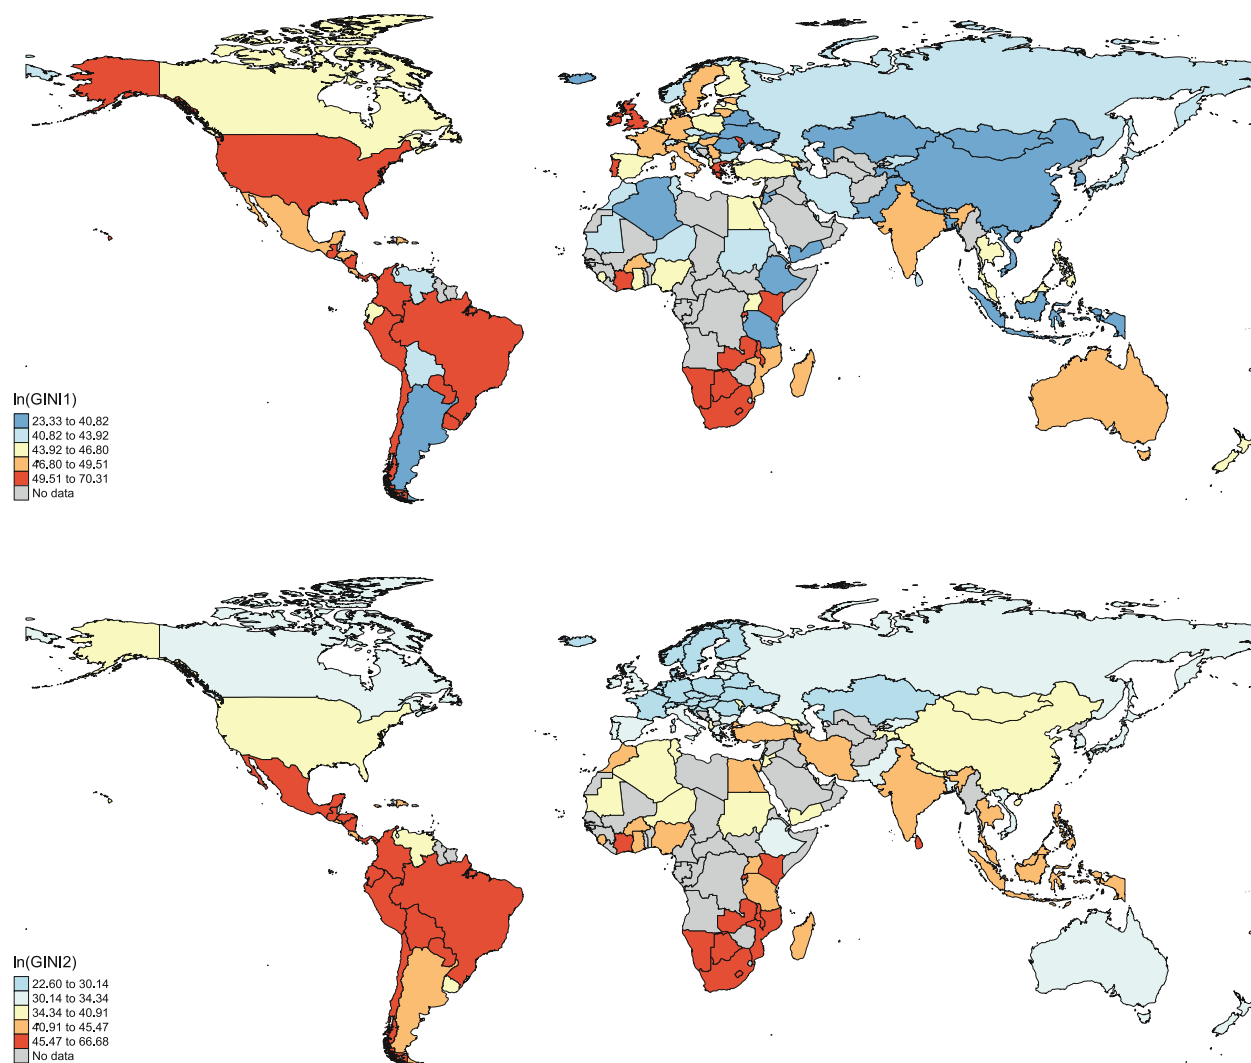 ln(GINI1)
23.33 to 40.82
40.82 to 43.92
43.92 to 46.80
46.80 to 49.51
49.51 to 70.31
No data
ln(GINI2)
22.60 to 30.14
30.14 to 34.34
34.34 to 40.91
40.91 to 45.47
45.47 to 66.68
No data